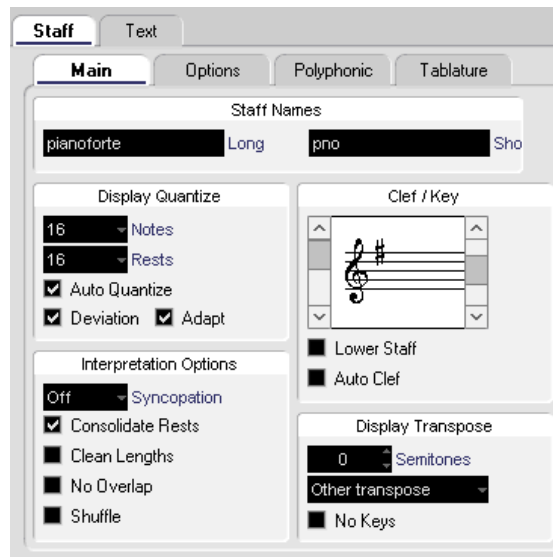 Staff Text
Main Options Polyphonic Tablature
Staff Names
pianoforte Long pno Sho
Display Quantize
16 Notes
16 Rests
Auto Quantize
Deviation Adapt
Interpretation Options
Off Syncopation
Consolidate Rests
Clean Lengths
No Overlap
Shuffle
Clef / Key
Lower Staff
Auto Clef
Display Transpose
0 Semitones
Other transpose
No Keys